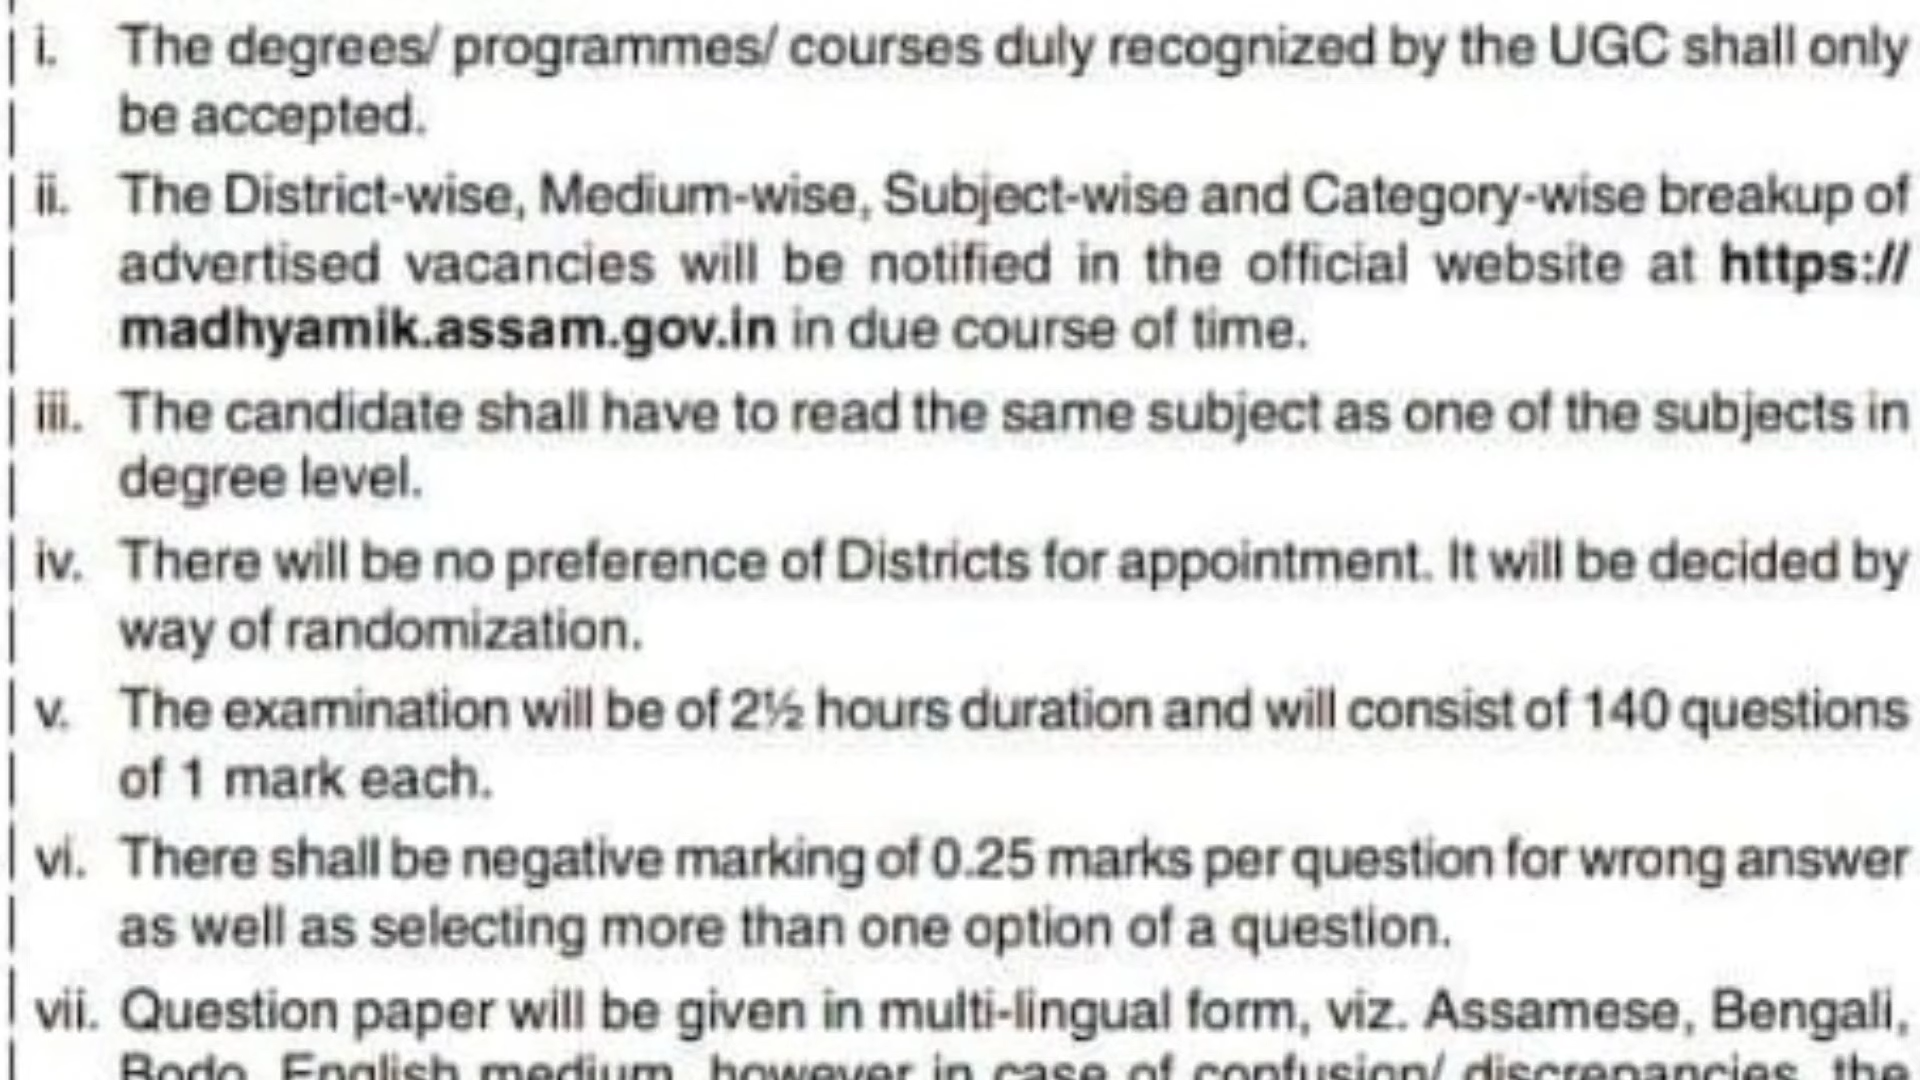 i. The degrees/ programmes/ courses duly recognized by the UGC shall only
be accepted.
ii. The District-wise, Medium-wise, Subject-wise and Category-wise breakup of
advertised vacancies will be notified in the official website at https://
madhyamik.assam.gov.in in due course of time.
iii. The candidate shall have to read the same subject as one of the subjects in
degree level.
iv. There will be no preference of Districts for appointment. It will be decided by
way of randomization.
v. The examination will be of 2½ hours duration and will consist of 140 questions
of 1 mark each.
vi. There shall be negative marking of 0.25 marks per question for wrong answer
as well as selecting more than one option of a question.
vii. Question paper will be given in multi-lingual form, viz. Assamese, Bengali,
Bodo, English medium, however in case of confusion/ discrepancies, the